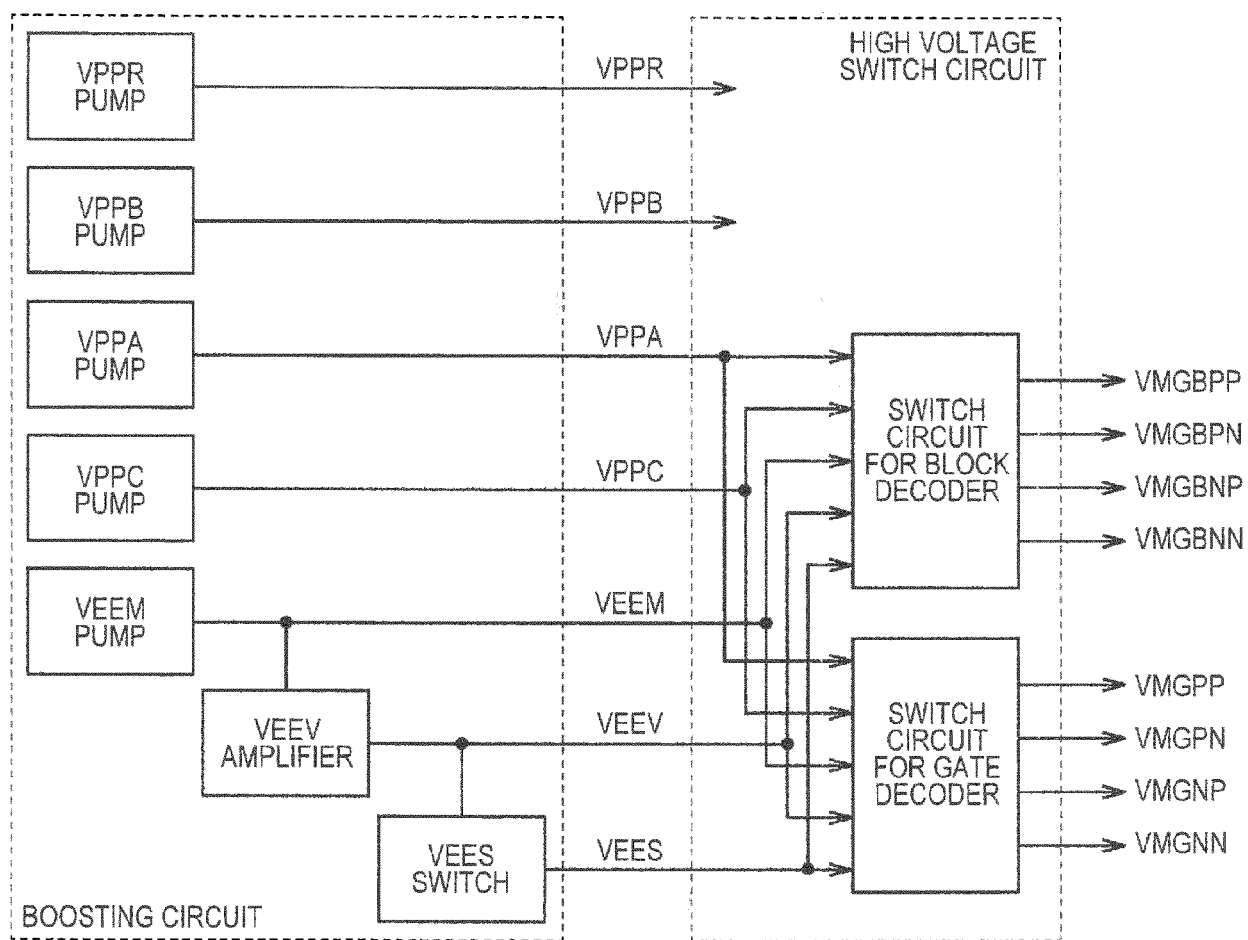 HIGH VOLTAGE
SWITCH CIRCUIT
VPPR
PUMP
VPPR
VPPB
PUMP
VPPB
VPPA
PUMP
VPPA
VPPC
PUMP
VPPC
VEEM
PUMP
VEEM
VEEV
AMPLIFIER
VEEV
VEES
SWITCH
VEES
BOOSTING CIRCUIT
SWITCH
CIRCUIT
FOR BLOCK
DECODER
VMGBPP
VMGBPN
VMGBNP
VMGBNN
SWITCH
CIRCUIT
FOR GATE
DECODER
VMGPP
VMGPN
VMGNP
VMGNN